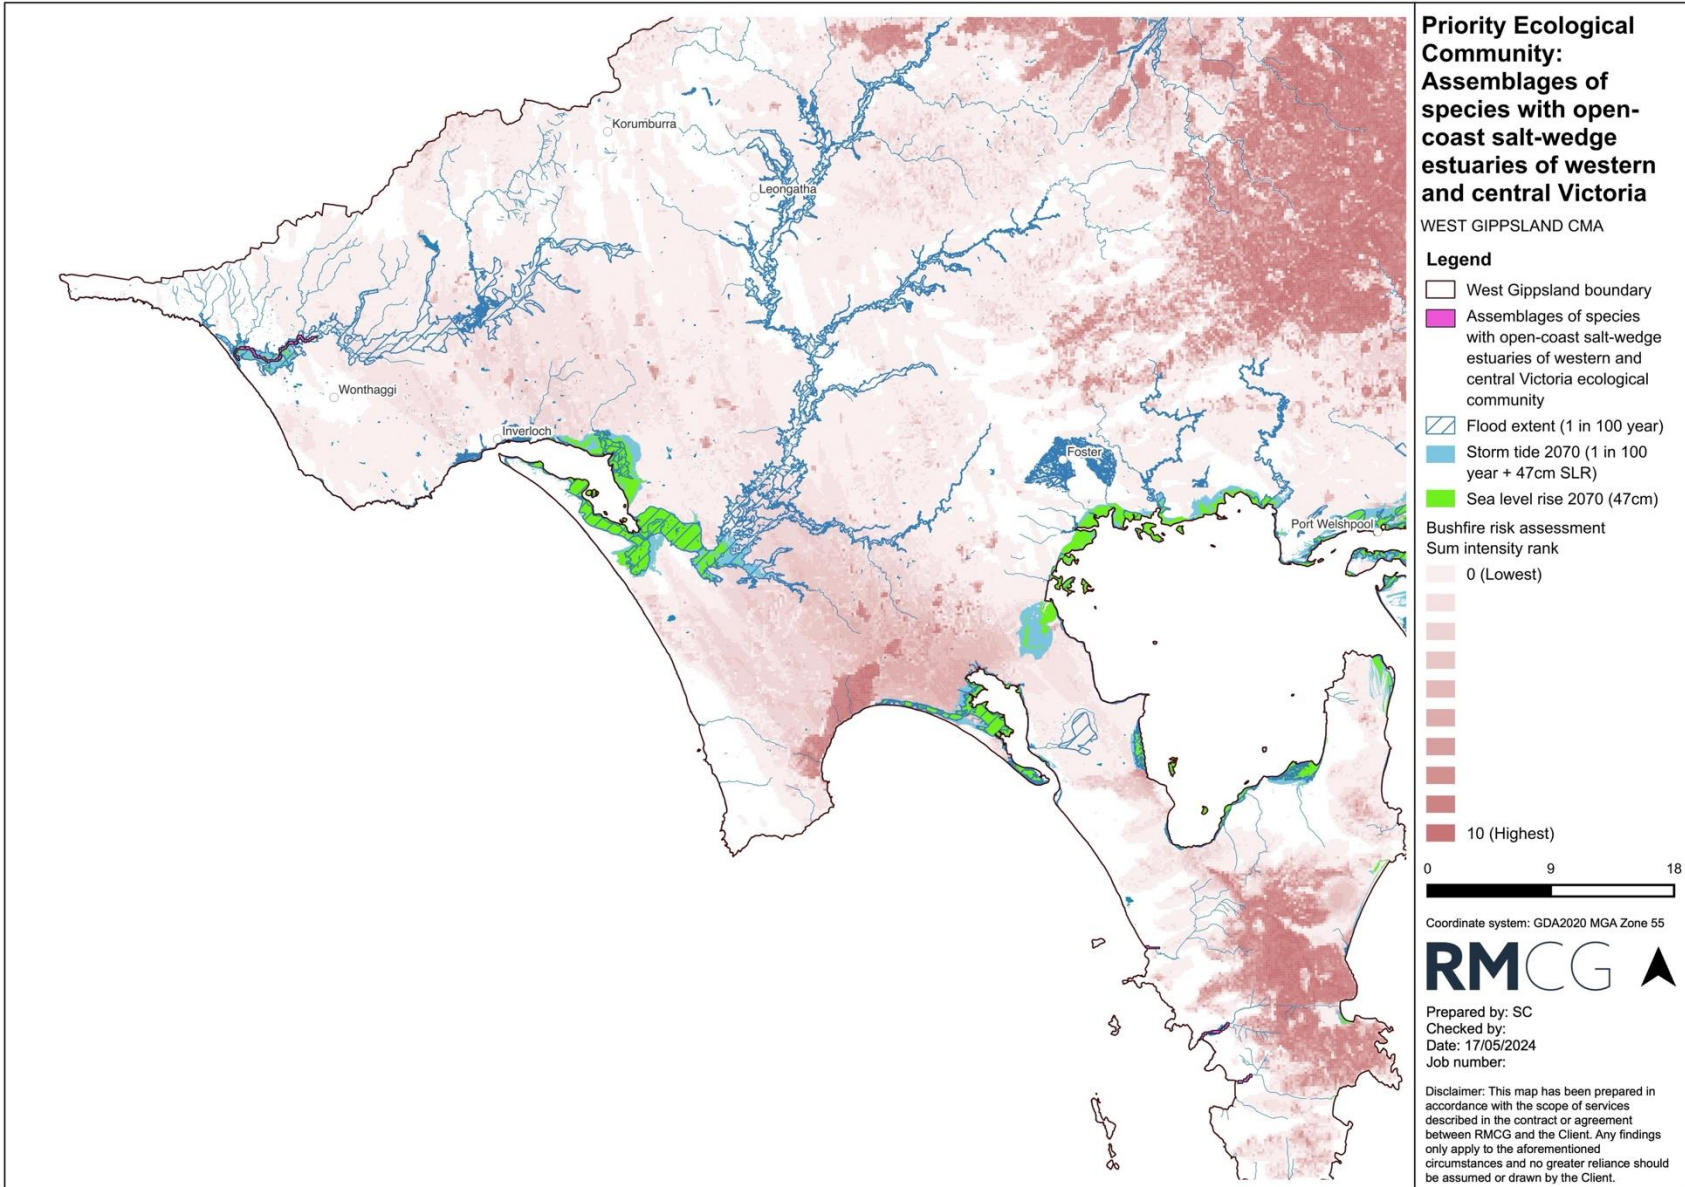 Priority Ecological
Community:
Assemblages of
species with open-
coast salt-wedge
estuaries of western
and central Victoria
WEST GIPPSLAND CMA
Legend
West Gippsland boundary
Assemblages of species
with open-coast salt-wedge
estuaries of western and
central Victoria ecological
community
Flood extent (1 in 100 year)
Storm tide 2070 (1 in 100
year + 47cm SLR)
Sea level rise 2070 (47cm)
Bushfire risk assessment
Sum intensity rank
0 (Lowest)
10 (Highest)
0 9 18
Coordinate system: GDA2020 MGA Zone 55
RMCG
Prepared by: SC
Checked by:
Date: 17/05/2024
Job number:
Disclaimer: This map has been prepared in
accordance with the scope of services
described in the contract or agreement
between RMCG and the Client. Any findings
only apply to the aforementioned
circumstances and no greater reliance should
be assumed or drawn by the Client.
Korumburra
Leongatha
Wonthaggi
Inverloch
Foster
Port Welshpool